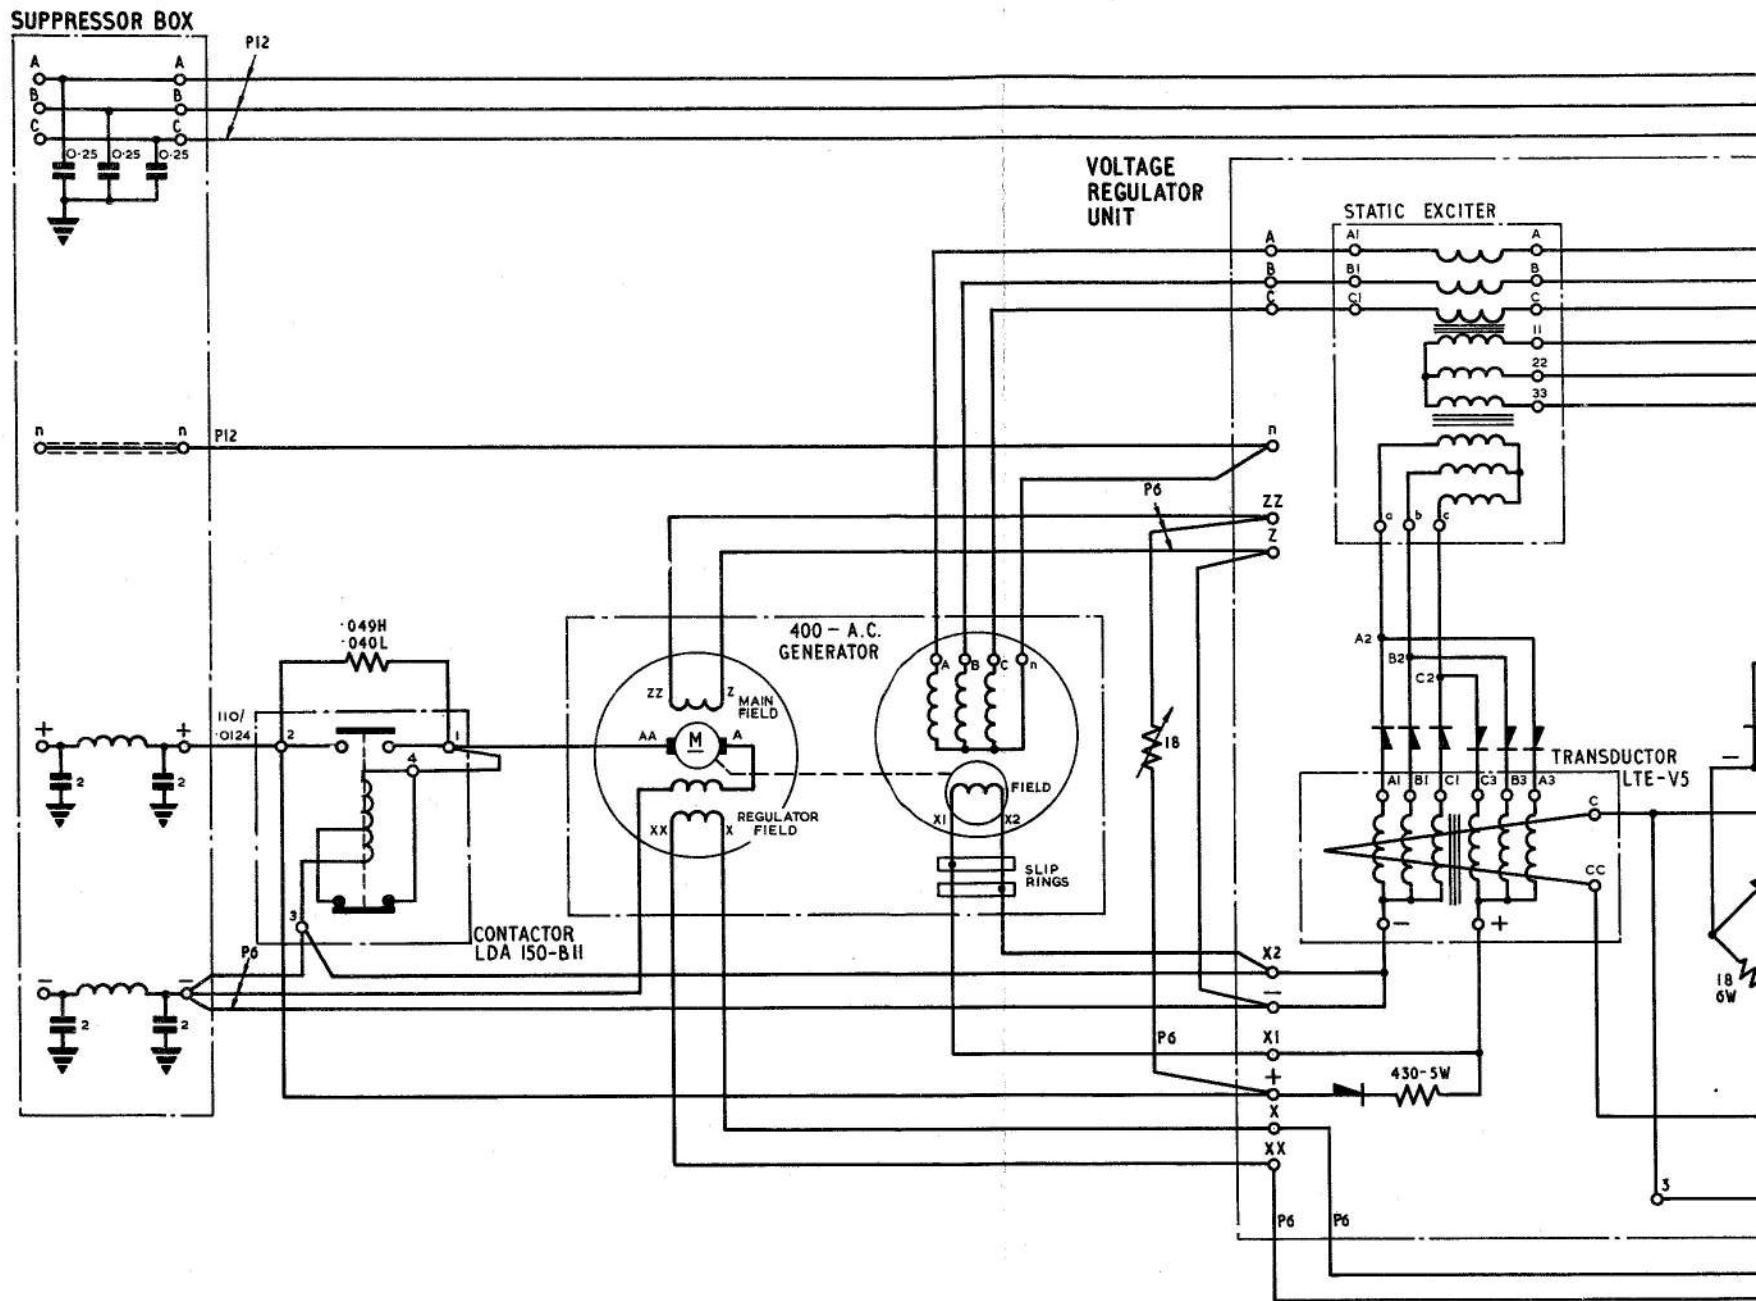 SUPPRESSOR BOX
P12
A A
B B
C C
0·25 0·25 0·25
VOLTAGE
REGULATOR
UNIT
STATIC EXCITER
A A1 A
B B1 B
C C1 C
11
22
33
n n P12 n
P6
ZZ
Z
a b c
·049H
·040L
400 - A.C.
GENERATOR
A B C n
A2
B2
C2
ZZ Z MAIN
FIELD
110/
·0124
+ + 2 1
4
AA M A
18
2 2
TRANSDUCTOR
LTE-V5
A1 B1 C1 C3 B3 A3
C
CC
FIELD
X1 X2
XX X REGULATOR
FIELD
SLIP
RINGS
3
CONTACTOR
LDA 150-B11
- +
P6
X2
- -
-
2 2
18
6W
P6
X1
+
430-5W
X
XX
3
P6 P6